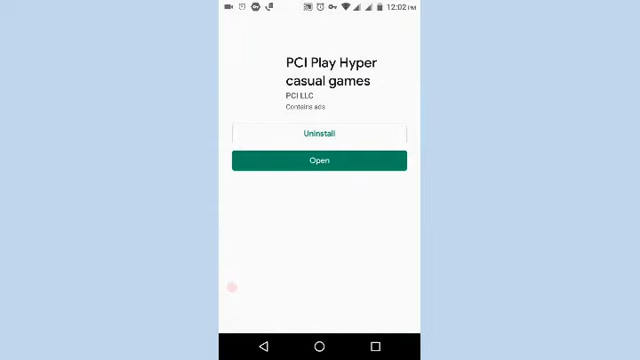 12:02 PM
PCI Play Hyper
casual games
PCI LLC
Contains ads
Uninstall
Open